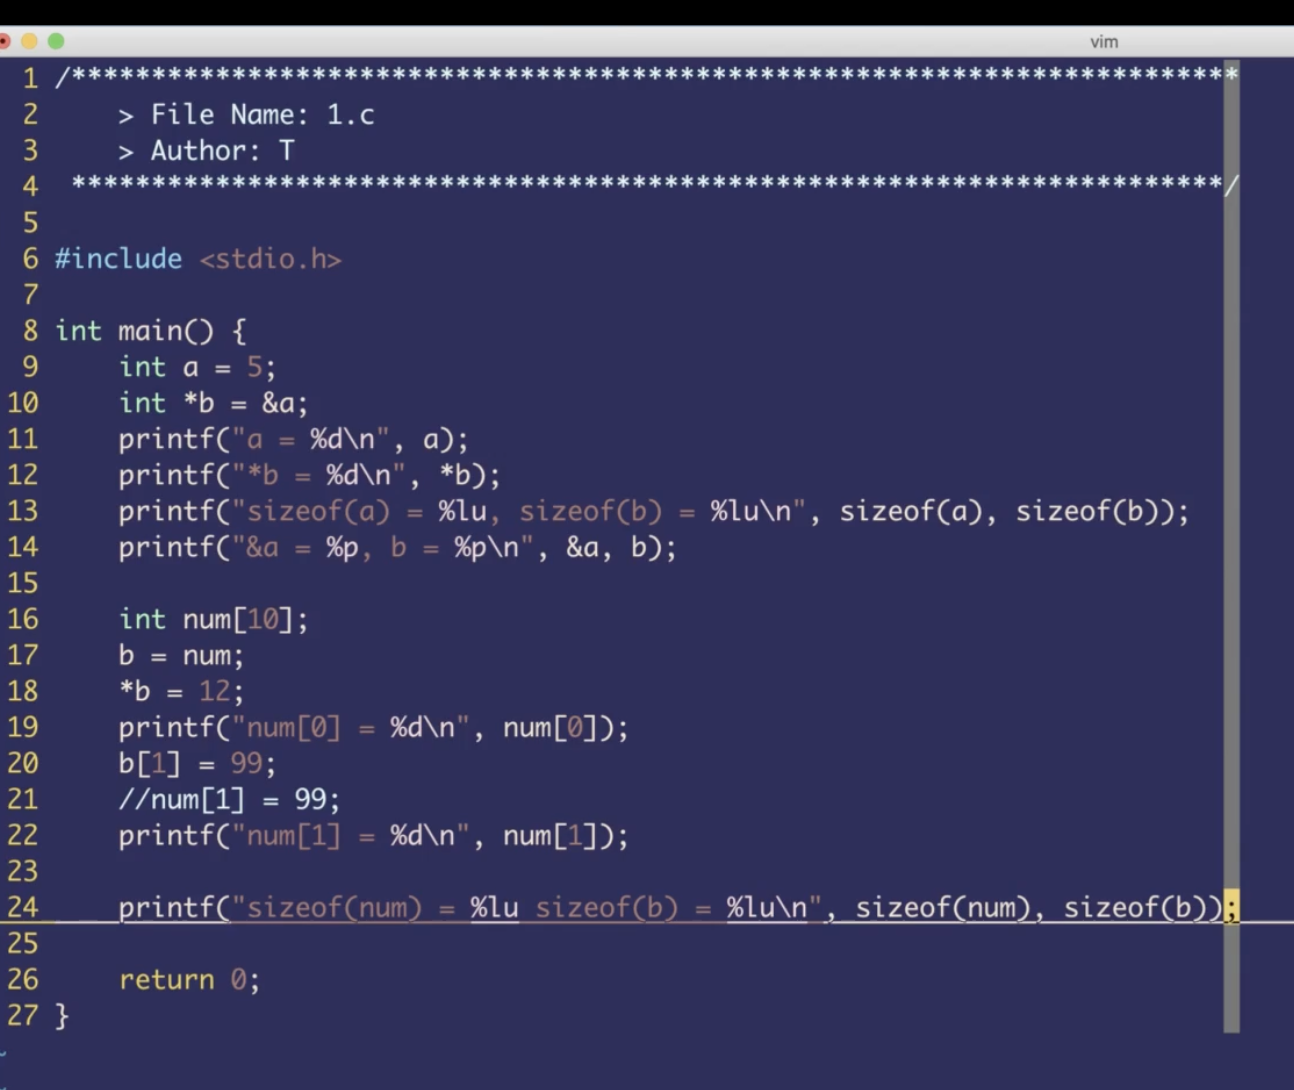 vim
1 /*************************************************************************
2     > File Name: 1.c
3     > Author: T
4  ************************************************************************/
5
6 #include <stdio.h>
7
8 int main() {
9     int a = 5;
10     int *b = &a;
11     printf("a = %d\n", a);
12     printf("*b = %d\n", *b);
13     printf("sizeof(a) = %lu, sizeof(b) = %lu\n", sizeof(a), sizeof(b));
14     printf("&a = %p, b = %p\n", &a, b);
15
16     int num[10];
17     b = num;
18     *b = 12;
19     printf("num[0] = %d\n", num[0]);
20     b[1] = 99;
21     //num[1] = 99;
22     printf("num[1] = %d\n", num[1]);
23
24     printf("sizeof(num) = %lu sizeof(b) = %lu\n", sizeof(num), sizeof(b));
25
26     return 0;
27 }
~